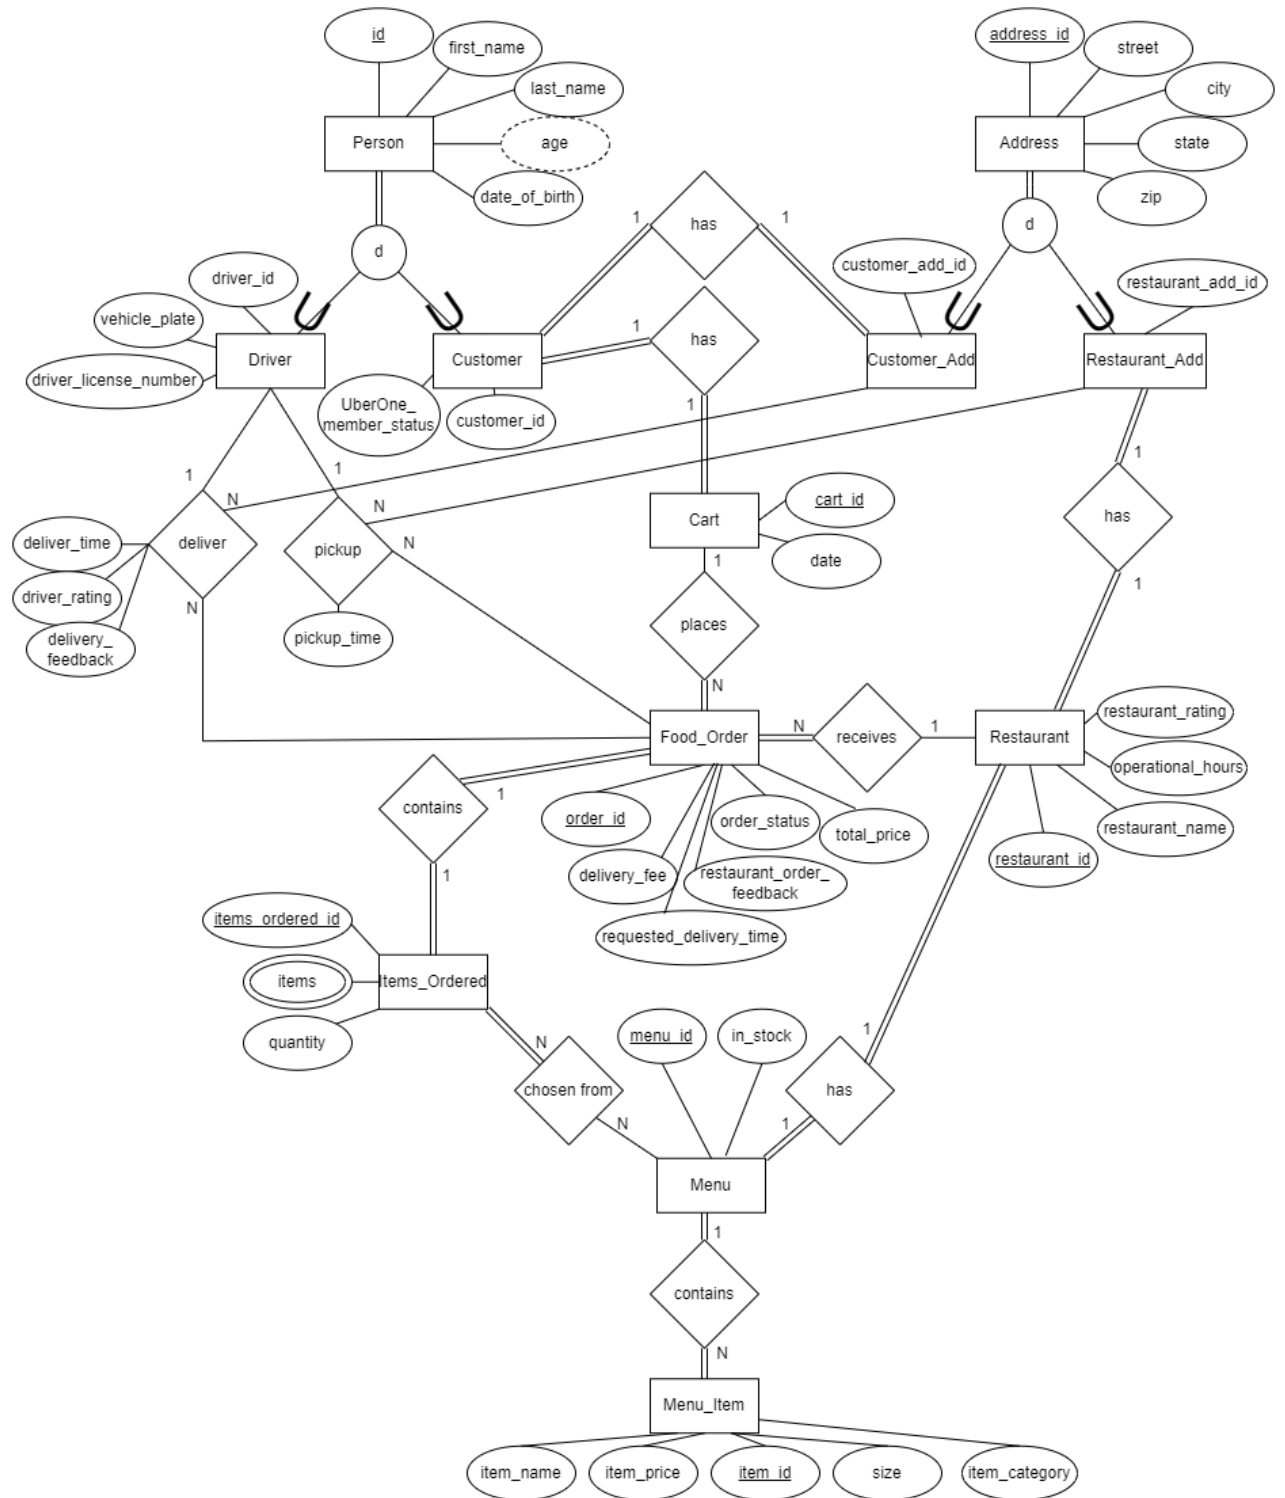 id
first_name
last_name
Person
age
date_of_birth
address_id
street
city
Address
state
zip
d
d
has
1
1
driver_id
customer_add_id
restaurant_add_id
vehicle_plate
Driver
Customer
1
has
Customer_Add
Restaurant_Add
driver_license_number
UberOne_
member_status
customer_id
1
1
1
N
N
1
cart_id
Cart
has
deliver_time
deliver
pickup
N
date
1
1
driver_rating
N
places
delivery_
feedback
pickup_time
N
restaurant_rating
Food_Order
N
receives
1
Restaurant
operational_hours
contains
1
order_id
order_status
total_price
restaurant_name
restaurant_id
delivery_fee
restaurant_order_
feedback
1
items_ordered_id
requested_delivery_time
items
Items_Ordered
quantity
N
menu_id
in_stock
1
chosen from
has
N
1
Menu
1
contains
N
Menu_Item
item_name
item_price
item_id
size
item_category